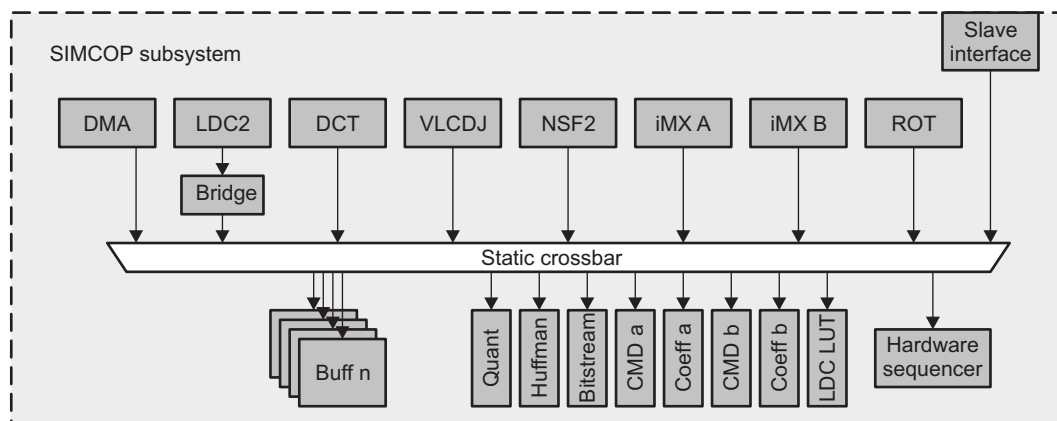 SIMCOP subsystem
Slave
interface
DMA
LDC2
DCT
VLCDJ
NSF2
iMX A
iMX B
ROT
Bridge
Static crossbar
Buff n
Quant
Huffman
Bitstream
CMD a
Coeff a
CMD b
Coeff b
LDC LUT
Hardware
sequencer